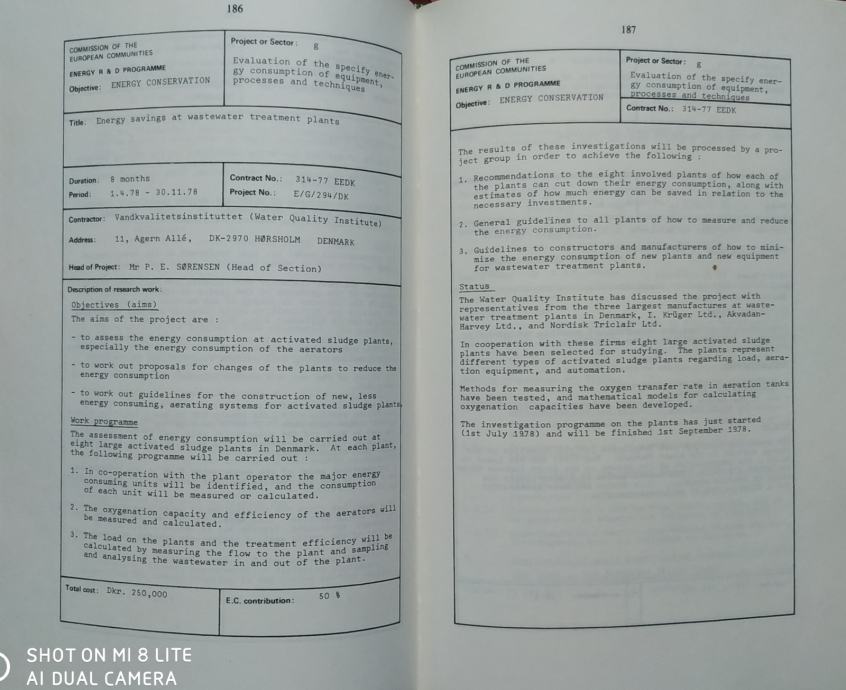 186
COMMISSION OF THE
EUROPEAN COMMUNITIES
ENERGY R & D PROGRAMME
Objective: ENERGY CONSERVATION
Project or Sector: g
Evaluation of the specify ener-
gy consumption of equipment,
processes and techniques
Title: Energy savings at wastewater treatment plants
Duration: 8 months
Period: 1.4.78 - 30.11.78
Contract No.: 314-77 EEDK
Project No.: E/G/294/DK
Contractor: Vandkvalitetsinstituttet (Water Quality Institute)
Address: 11, Agern Allé, DK-2970 HØRSHOLM DENMARK
Head of Project: Mr P. E. SØRENSEN (Head of Section)
Description of research work:
Objectives (aims)
The aims of the project are :
- to assess the energy consumption at activated sludge plants,
especially the energy consumption of the aerators
- to work out proposals for changes of the plants to reduce the
energy consumption
- to work out guidelines for the construction of new, less
energy consuming, aerating systems for activated sludge plants.
Work programme
The assessment of energy consumption will be carried out at
eight large activated sludge plants in Denmark. At each plant,
the following programme will be carried out :
1. In co-operation with the plant operator the major energy
consuming units will be identified, and the consumption
of each unit will be measured or calculated.
2. The oxygenation capacity and efficiency of the aerators will
be measured and calculated.
3. The load on the plants and the treatment efficiency will be
calculated by measuring the flow to the plant and sampling
and analysing the wastewater in and out of the plant.
Total cost: Dkr. 250,000
E.C. contribution: 50 %
187
COMMISSION OF THE
EUROPEAN COMMUNITIES
ENERGY R & D PROGRAMME
Objective: ENERGY CONSERVATION
Project or Sector: g
Evaluation of the specify ener-
gy consumption of equipment,
processes and techniques
Contract No.: 314-77 EEDK
The results of these investigations will be processed by a pro-
ject group in order to achieve the following :
1. Recommendations to the eight involved plants of how each of
the plants can cut down their energy consumption, along with
estimates of how much energy can be saved in relation to the
necessary investments.
2. General guidelines to all plants of how to measure and reduce
the energy consumption.
3. Guidelines to constructors and manufacturers of how to mini-
mize the energy consumption of new plants and new equipment
for wastewater treatment plants.
Status
The Water Quality Institute has discussed the project with
representatives from the three largest manufactures at waste-
water treatment plants in Denmark, I. Krüger Ltd., Akvadan-
Harvey Ltd., and Nordisk Triclair Ltd.
In cooperation with these firms eight large activated sludge
plants have been selected for studying. The plants represent
different types of activated sludge plants regarding load, aera-
tion equipment, and automation.
Methods for measuring the oxygen transfer rate in aeration tanks
have been tested, and mathematical models for calculating
oxygenation capacities have been developed.
The investigation programme on the plants has just started
(1st July 1978) and will be finished 1st September 1978.
SHOT ON MI 8 LITE
AI DUAL CAMERA